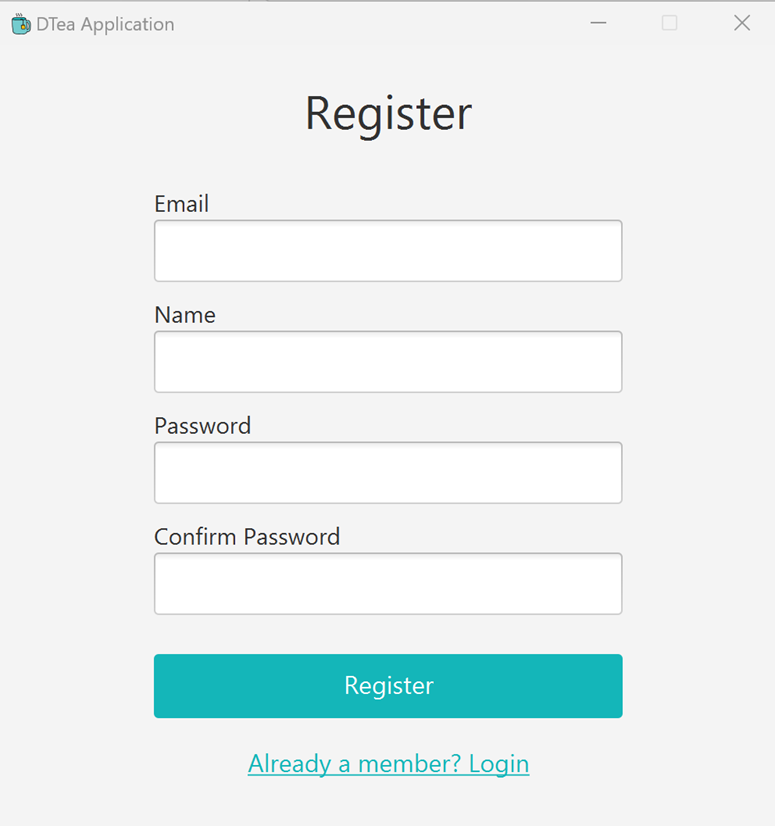 DTea Application
Register
Email
Name
Password
Confirm Password
Register
Already a member? Login